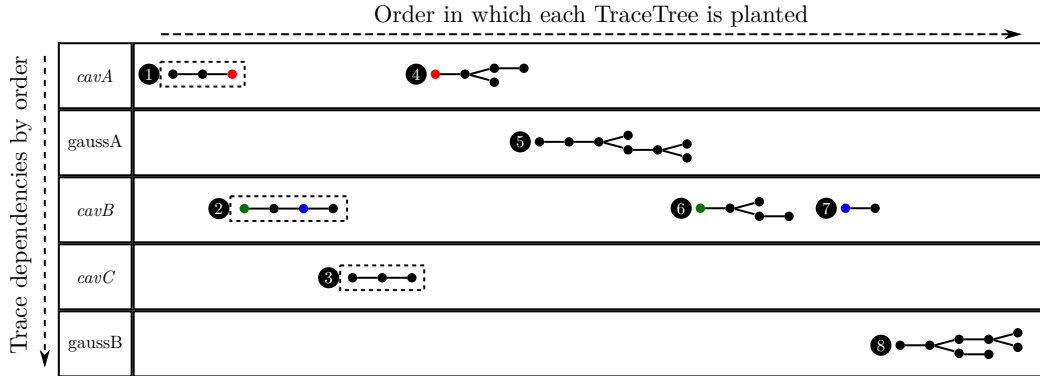 Order in which each TraceTree is planted
Trace dependencies by order
cavA
1
4
gaussA
5
cavB
2
6
7
cavC
3
gaussB
8